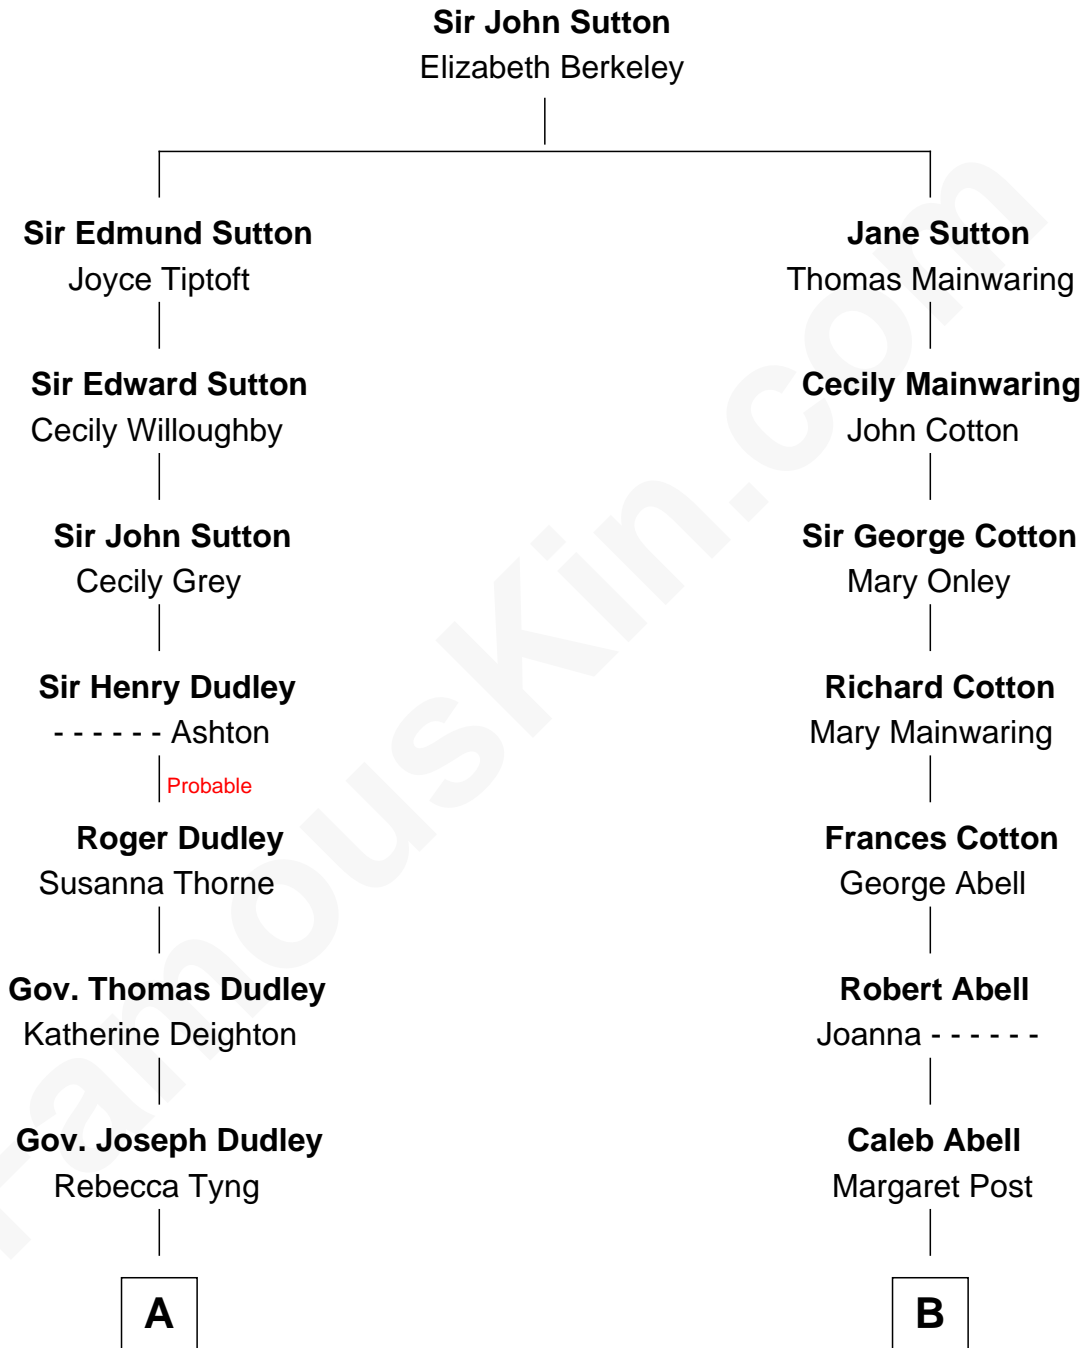 Sir John Sutton
Elizabeth Berkeley
Sir Edmund Sutton
Joyce Tiptoft
Jane Sutton
Thomas Mainwaring
Sir Edward Sutton
Cecily Willoughby
Cecily Mainwaring
John Cotton
Sir John Sutton
Cecily Grey
Sir George Cotton
Mary Onley
Sir Henry Dudley
- - - - - - Ashton
Richard Cotton
Mary Mainwaring
Probable
Roger Dudley
Susanna Thorne
Frances Cotton
George Abell
Gov. Thomas Dudley
Katherine Deighton
Robert Abell
Joanna - - - - - -
Gov. Joseph Dudley
Rebecca Tyng
Caleb Abell
Margaret Post
A
B
FamousKin.com